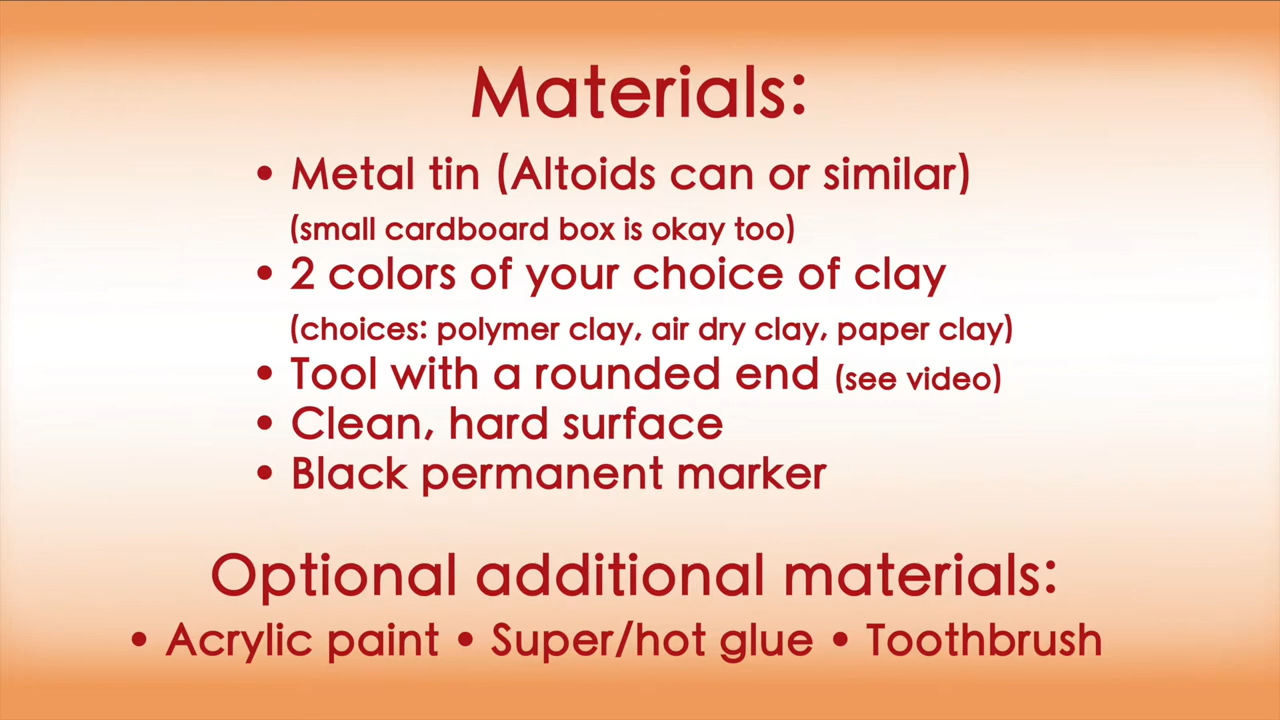 Materials:
• Metal tin (Altoids can or similar)
(small cardboard box is okay too)
• 2 colors of your choice of clay
(choices: polymer clay, air dry clay, paper clay)
• Tool with a rounded end (see video)
• Clean, hard surface
• Black permanent marker
Optional additional materials:
• Acrylic paint • Super/hot glue • Toothbrush